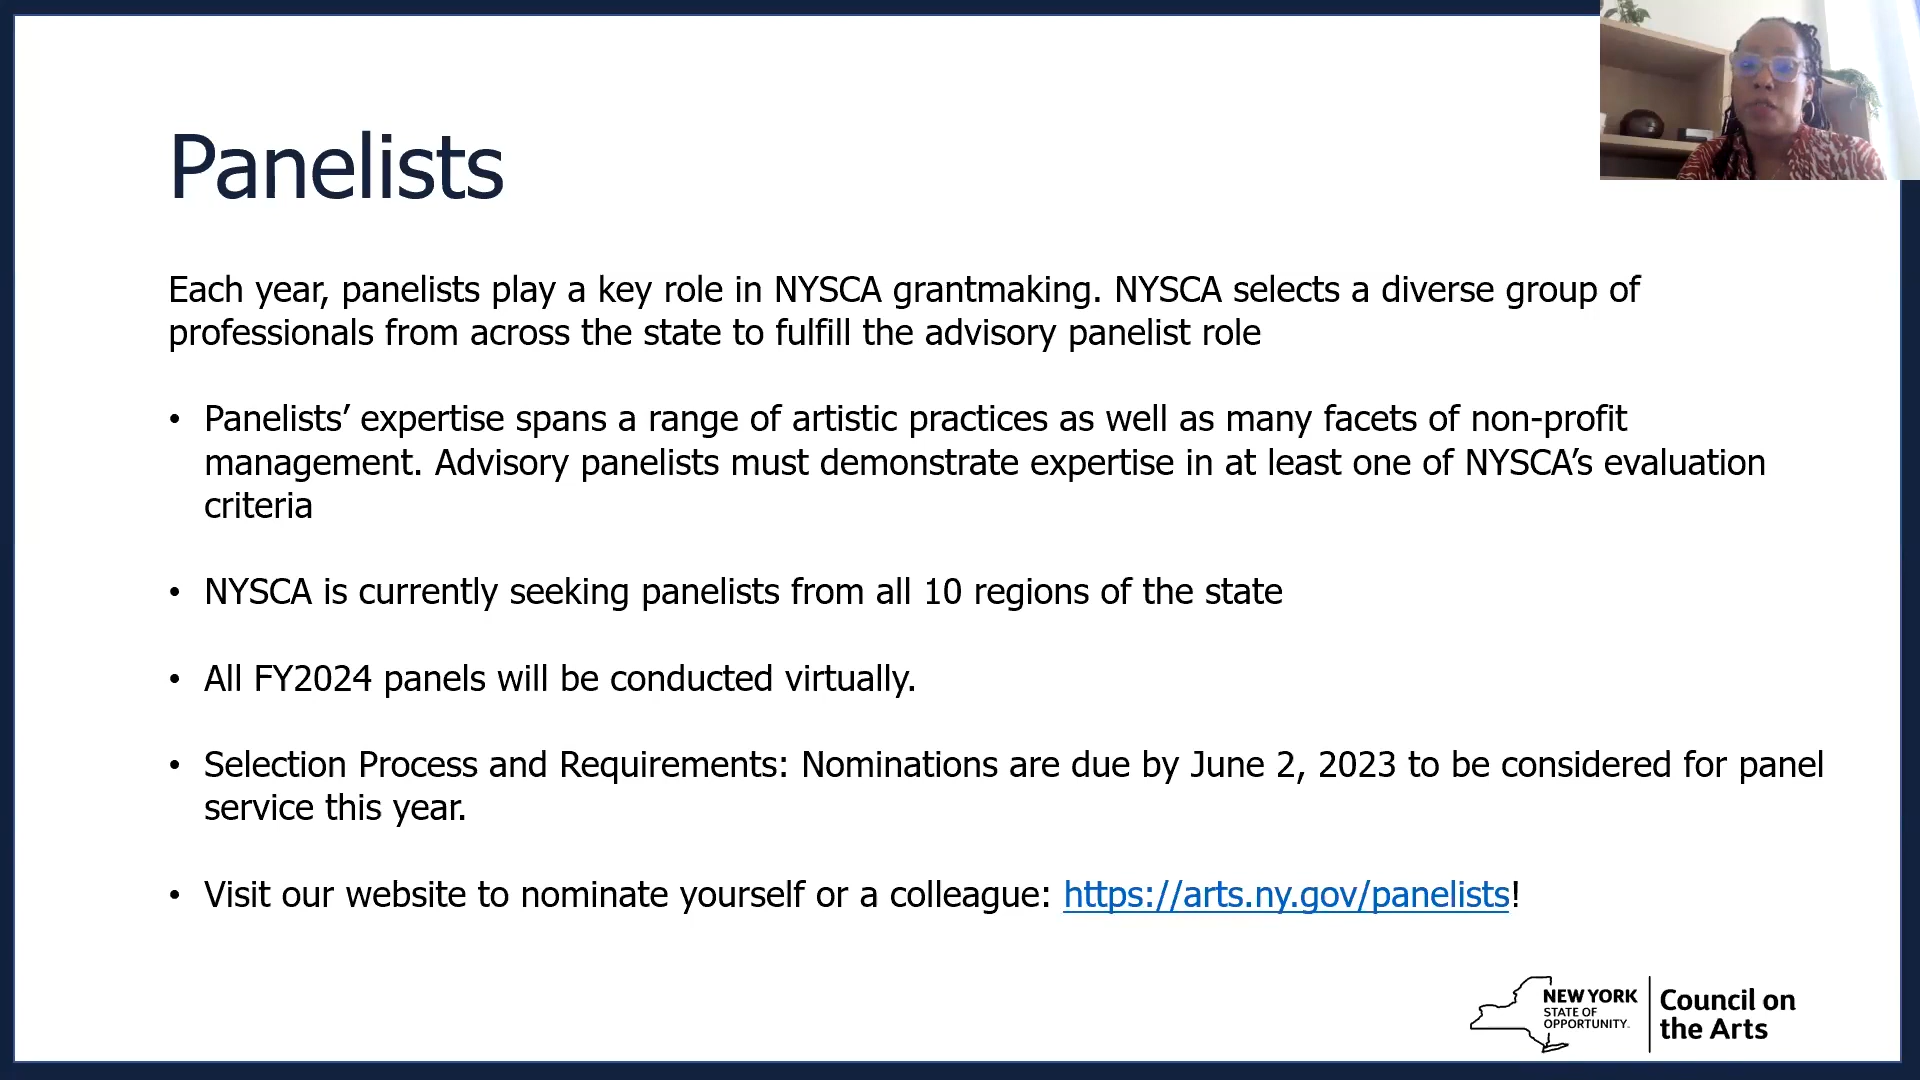 Panelists
Each year, panelists play a key role in NYSCA grantmaking. NYSCA selects a diverse group of
professionals from across the state to fulfill the advisory panelist role
• Panelists’ expertise spans a range of artistic practices as well as many facets of non-profit
management. Advisory panelists must demonstrate expertise in at least one of NYSCA’s evaluation
criteria
• NYSCA is currently seeking panelists from all 10 regions of the state
• All FY2024 panels will be conducted virtually.
• Selection Process and Requirements: Nominations are due by June 2, 2023 to be considered for panel
service this year.
• Visit our website to nominate yourself or a colleague: https://arts.ny.gov/panelists!
NEW YORK
STATE OF
OPPORTUNITY.
Council on
the Arts